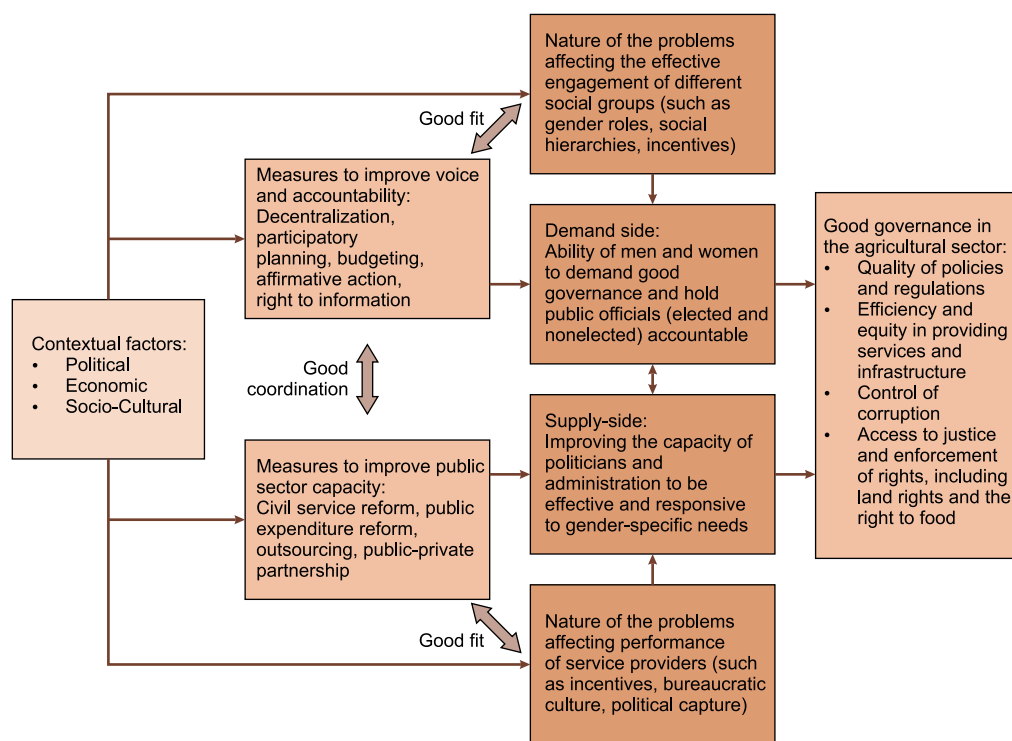 Nature of the problems
affecting the effective
engagement of different
social groups (such as
gender roles, social
hierarchies, incentives)
Good fit
Measures to improve voice
and accountability:
Decentralization,
participatory
planning, budgeting,
affirmative action,
right to information
Demand side:
Ability of men and women
to demand good
governance and hold
public officials (elected and
nonelected) accountable
Good governance in
the agricultural sector:
• Quality of policies
and regulations
• Efficiency and
equity in providing
services and
infrastructure
• Control of
corruption
• Access to justice
and enforcement
of rights, including
land rights and the
right to food
Contextual factors:
• Political
• Economic
• Socio-Cultural
Good
coordination
Supply-side:
Improving the capacity of
politicians and
administration to be
effective and responsive
to gender-specific needs
Measures to improve public
sector capacity:
Civil service reform, public
expenditure reform,
outsourcing, public-private
partnership
Good fit
Nature of the problems
affecting performance
of service providers (such
as incentives, bureaucratic
culture, political capture)